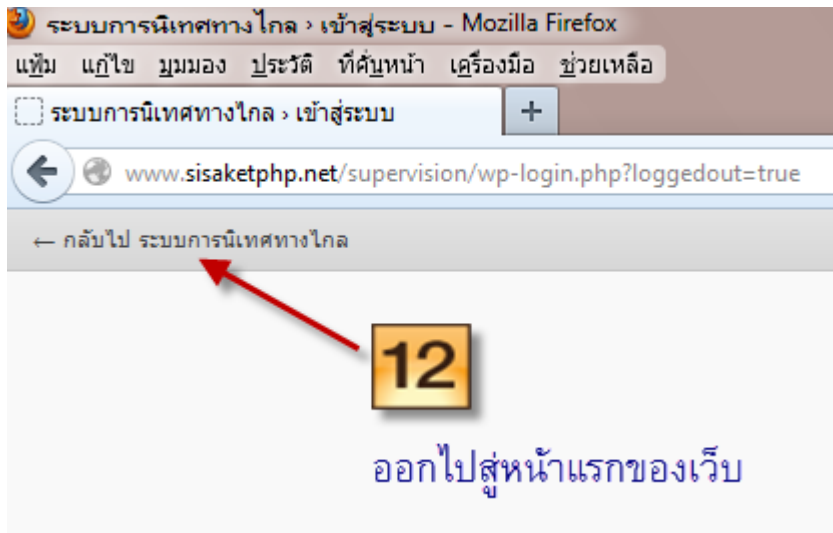 ระบบการนิเทศทางไกล › เข้าสู่ระบบ - Mozilla Firefox
แฟ้ม แก้ไข มุมมอง ประวัติ ที่คั่นหน้า เครื่องมือ ช่วยเหลือ
ระบบการนิเทศทางไกล › เข้าสู่ระบบ +
www.sisaketphp.net/supervision/wp-login.php?loggedout=true
← กลับไป ระบบการนิเทศทางไกล
12
ออกไปสู่หน้าแรกของเว็บ